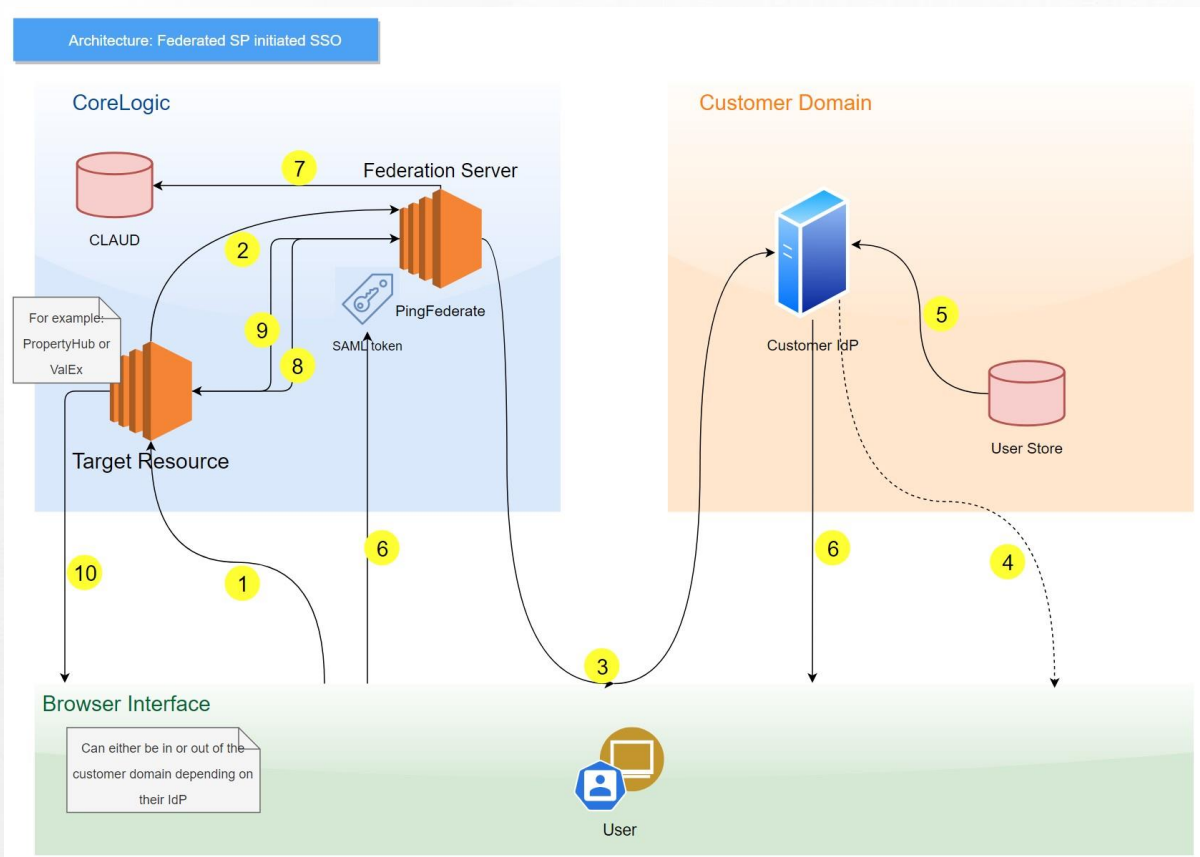 Architecture: Federated SP initiated SSO
CoreLogic
Customer Domain
7
Federation Server
CLAUD
2
PingFederate
For example:
PropertyHub or
ValEx
9
SAML token
8
5
Customer IdP
User Store
Target Resource
6
6
4
10
1
3
Browser Interface
Can either be in or out of the
customer domain depending on
their IdP
User